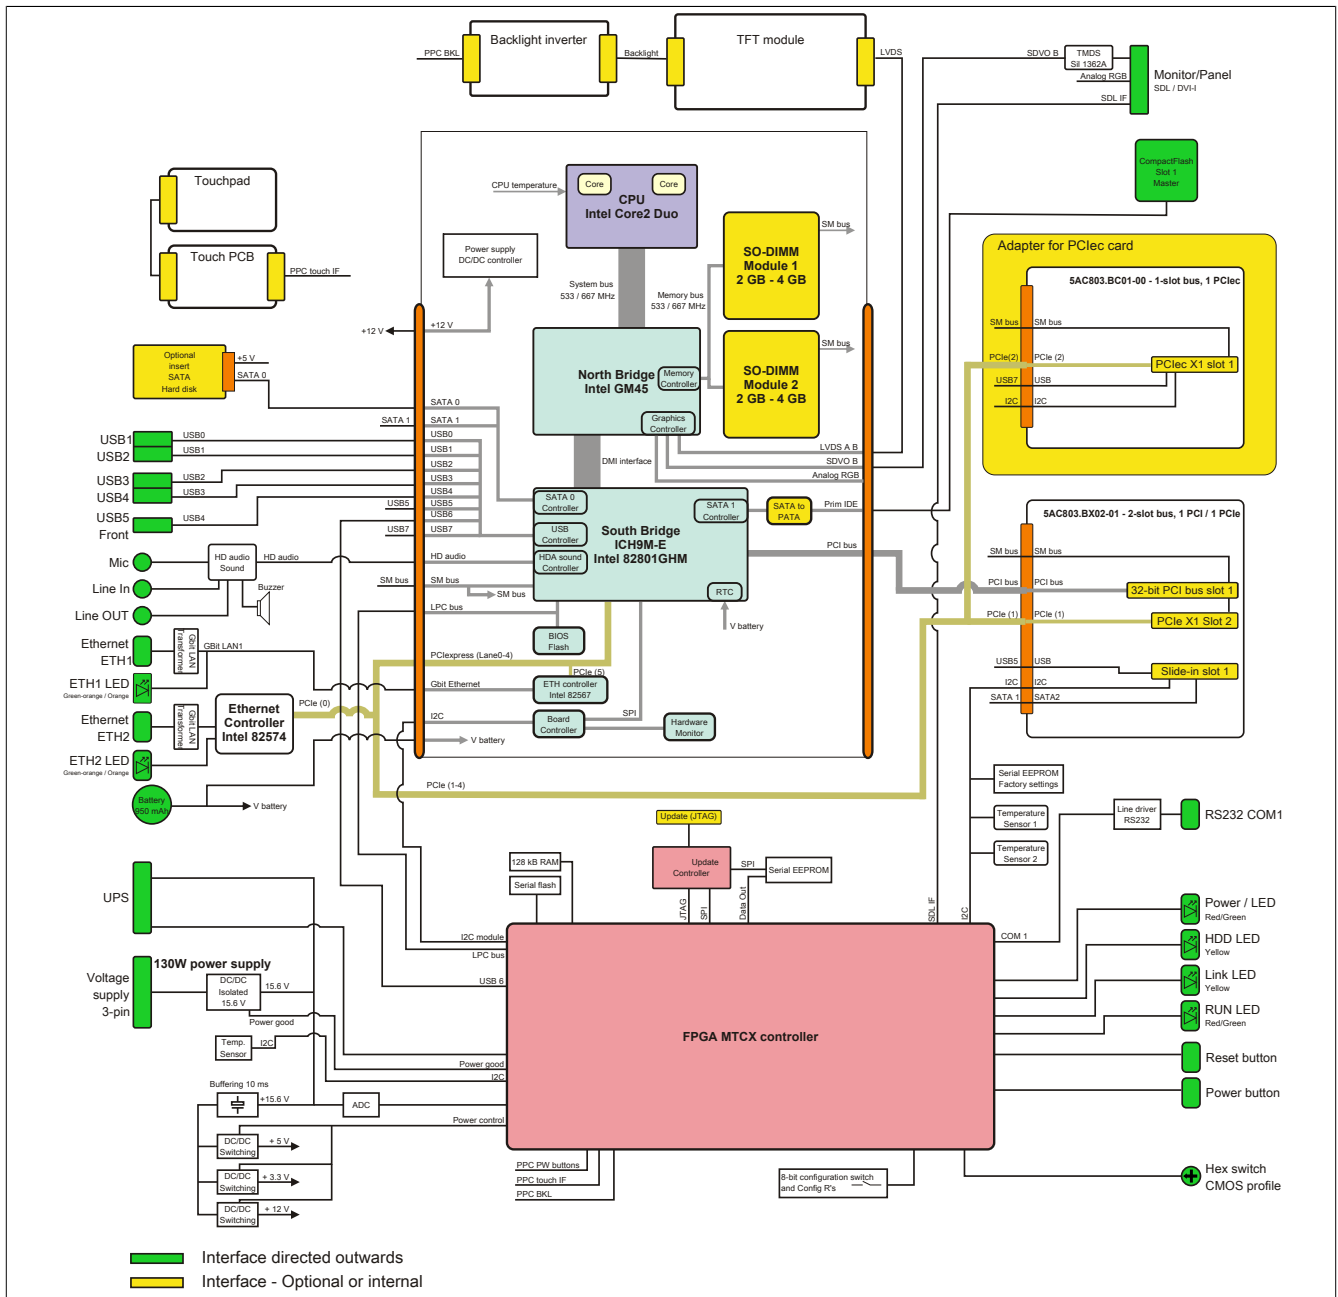 Backlight inverter
TFT module
PPC BKL
Backlight
LVDS
SDVO B
TMDS
Sil 1362A
Analog RGB
SDL IF
Monitor/Panel
SDL / DVI-I
CompactFlash
Slot 1
Master
Touchpad
Touch PCB
PPC touch IF
CPU temperature
Core
Core
CPU
Intel Core2 Duo
Power supply
DC/DC controller
System bus
533 / 667 MHz
Memory bus
533 / 667 MHz
SO-DIMM
Module 1
2 GB - 4 GB
SM bus
SO-DIMM
Module 2
2 GB - 4 GB
SM bus
+12 V
+12 V
North Bridge
Intel GM45
Memory
Controller
Graphics
Controller
DMI interface
LVDS A B
SDVO B
Analog RGB
Adapter for PCIec card
5AC803.BC01-00 - 1-slot bus, 1 PCIec
SM bus
SM bus
PCIe(2)
PCIe (2)
PCIec X1 slot 1
USB7
USB
I2C
I2C
Optional
insert
SATA
Hard disk
+5 V
SATA 0
SATA 0
SATA 1
SATA 1
USB1
USB0
USB0
USB2
USB1
USB1
USB3
USB2
USB2
USB4
USB3
USB3
USB5
Front
USB4
USB4
USB5
USB5
USB6
USB7
USB7
SATA 0
Controller
USB
Controller
HDA sound
Controller
South Bridge
ICH9M-E
Intel 82801GHM
SATA 1
Controller
SATA to
PATA
Prim IDE
PCI bus
RTC
V battery
5AC803.BX02-01 - 2-slot bus, 1 PCI / 1 PCIe
SM bus
SM bus
PCI bus
PCI bus
32-bit PCI bus slot 1
PCIe (1)
PCIe (1)
PCIe X1 Slot 2
USB5
USB
Slide-in slot 1
I2C
I2C
SATA 1
SATA2
Mic
HD audio
Sound
HD audio
HD audio
Line In
Buzzer
Line OUT
SM bus
SM bus
SM bus
LPC bus
BIOS
Flash
Ethernet
ETH1
Gbit LAN
Transformer
GBit LAN1
PCIexpress (Lane0-4)
PCIe (5)
Gbit Ethernet
ETH controller
Intel 82567
ETH1 LED
Green-orange / Orange
Ethernet
ETH2
Gbit LAN
Transformer
Ethernet
Controller
Intel 82574
PCIe (0)
I2C
Board
Controller
SPI
Hardware
Monitor
V battery
ETH2 LED
Green-orange / Orange
PCIe (1-4)
Battery
950 mAh
V battery
Serial EEPROM
Factory settings
Temperature
Sensor 1
Temperature
Sensor 2
Line driver
RS232
RS232 COM1
Update (JTAG)
Update
Controller
SPI
Serial EEPROM
128 kB RAM
Serial flash
JTAG
SPI
Data Out
SDL IF
I2C
UPS
I2C module
LPC bus
USB 6
COM 1
Power / LED
Red/Green
HDD LED
Yellow
Link LED
Yellow
RUN LED
Red/Green
Reset button
Power button
130W power supply
Voltage
supply
3-pin
DC/DC
Isolated
15.6 V
15.6 V
Power good
Temp.
Sensor
I2C
FPGA MTCX controller
Power good
I2C
Buffering 10 ms
+15.6 V
ADC
Power control
DC/DC
Switching
+ 5 V
DC/DC
Switching
+ 3.3 V
DC/DC
Switching
+ 12 V
PPC PW buttons
PPC touch IF
PPC BKL
8-bit configuration switch
and Config R's
Hex switch
CMOS profile
Interface directed outwards
Interface - Optional or internal